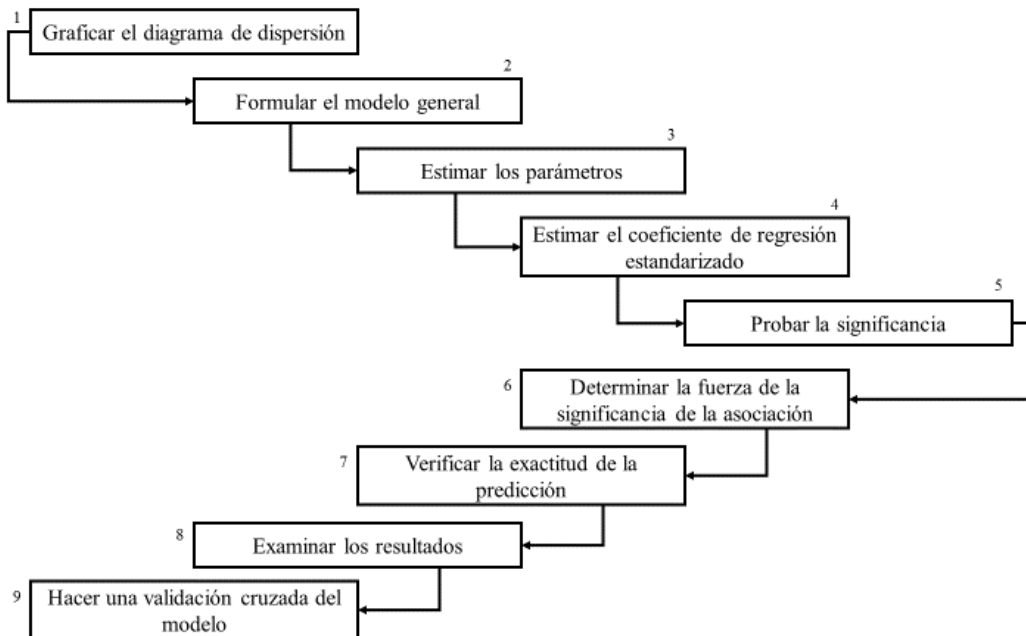 1
Graficar el diagrama de dispersión
2
Formular el modelo general
3
Estimar los parámetros
4
Estimar el coeficiente de regresión
estandarizado
5
Probar la significancia
6
Determinar la fuerza de la
significancia de la asociación
7
Verificar la exactitud de la
predicción
8
Examinar los resultados
9
Hacer una validación cruzada del
modelo